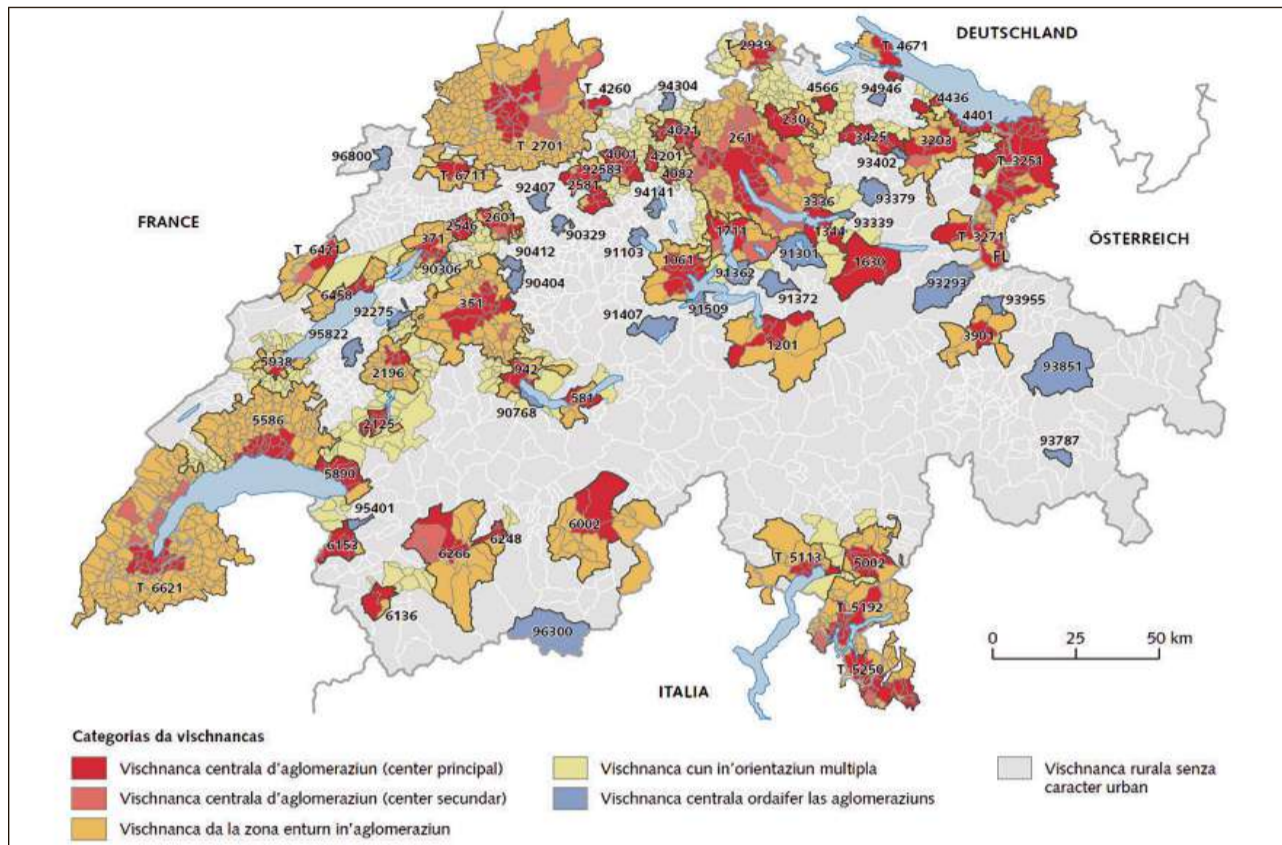 DEUTSCHLAND
T 2939
T 4671
T 4260
94304
4566
94946
4436
4401
96800
T 2701
4021
261
230
3425
3203
T 3251
T 6711
4001
4201
93402
92583
4082
92407
2581
94141
3336
93379
FRANCE
2601
2546
371
90329
93339
1711
1344
T 3271
ÖSTERREICH
T 6421
90412
91103
1061
91301
1630
FL
90306
90404
91362
93293
6458
351
91372
93955
92275
91407
91509
95822
1201
3901
5938
942
93851
2196
581
5586
90768
2125
93787
5890
95401
6002
6153
6266
6248
T 5113
5002
T 6621
6136
T 5192
96300
0 25 50 km
T 5250
ITALIA
Categorias da vischnancas
Vischnanca centrala d'aglomeraziun (center principal)
Vischnanca centrala d'aglomeraziun (center secundar)
Vischnanca da la zona enturn in'aglomeraziun
Vischnanca cun in'orientaziun multipla
Vischnanca centrala ordaifer las aglomeraziuns
Vischnanca rurala senza
caracter urban